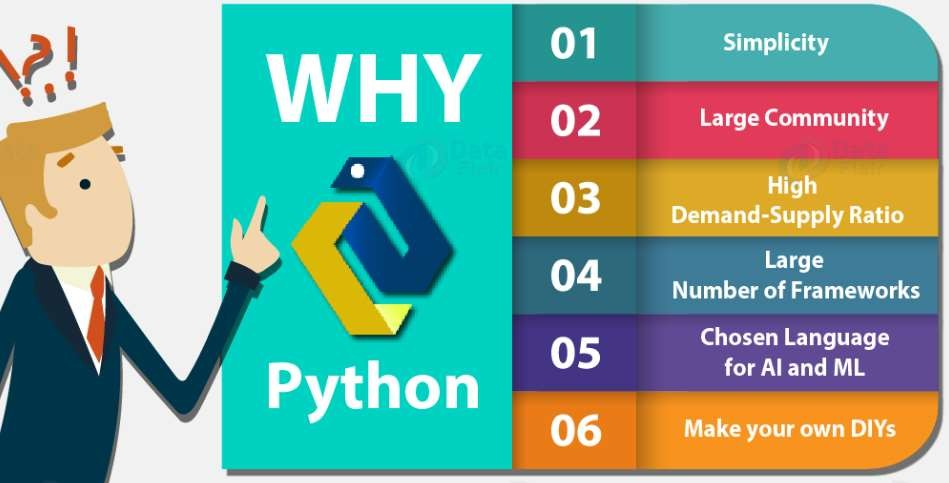 WHY
Python
01
Simplicity
02
Large Community
03
High
Demand-Supply Ratio
04
Large
Number of Frameworks
05
Chosen Language
for AI and ML
06
Make your own DIYs